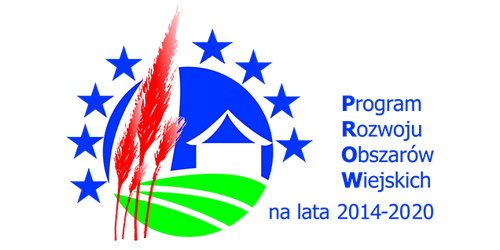 Program
Rozwoju
Obszarów
Wiejskich
na lata 2014-2020